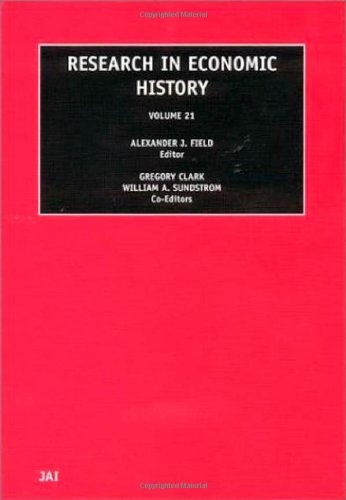 RESEARCH IN ECONOMIC
HISTORY
VOLUME 21
ALEXANDER J. FIELD
Editor
GREGORY CLARK
WILLIAM A. SUNDSTROM
Co-Editors
JAI